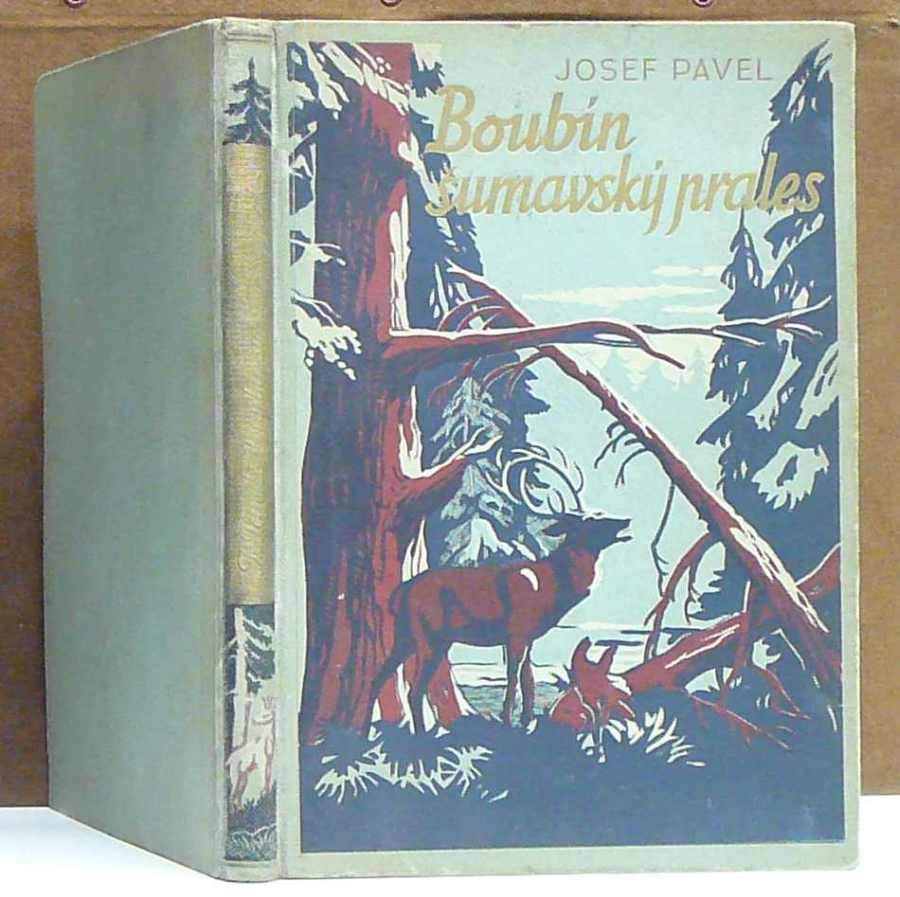 JOSEF PAVEL
Boubín
šumavský prales